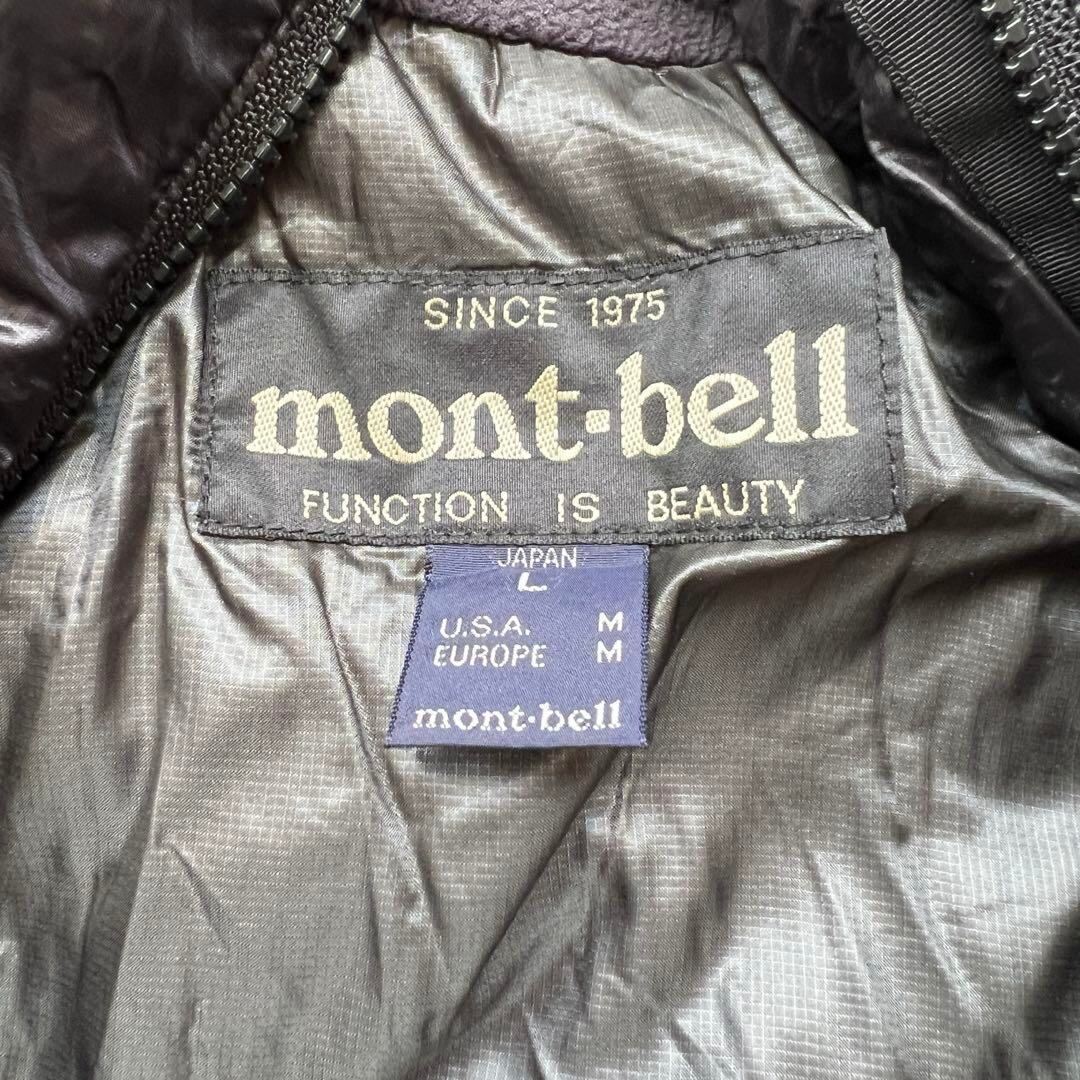 SINCE 1975
mont-bell
FUNCTION IS BEAUTY
JAPAN
L
U.S.A. M
EUROPE M
mont-bell